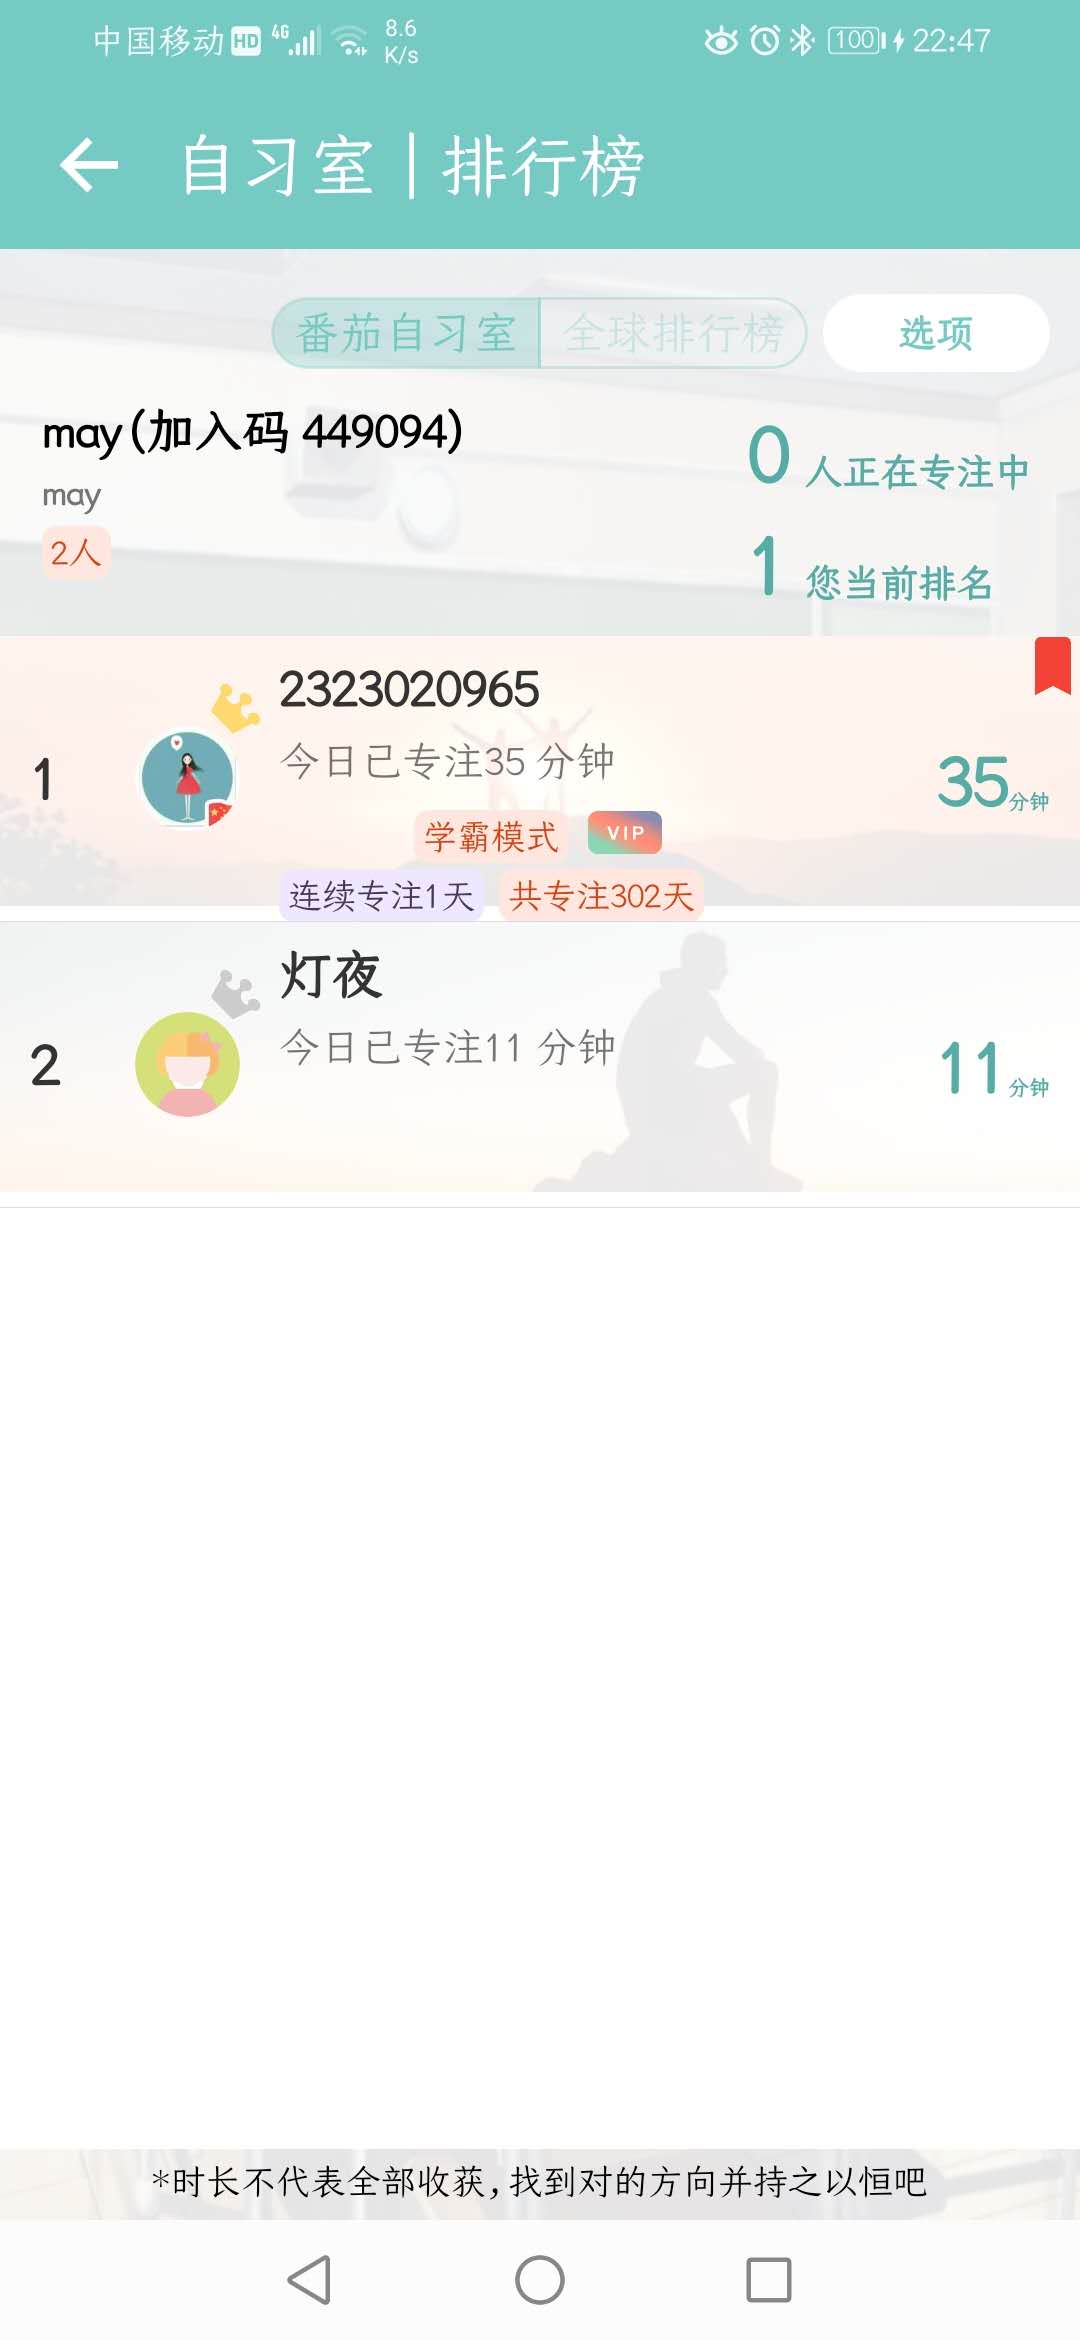 中国移动 HD 4G 8.6 K/s 100 22:47
自习室 | 排行榜
番茄自习室 全球排行榜 选项
may (加入码 449094)
may
2人
0 人正在专注中
1 您当前排名
1
2323020965
今日已专注35 分钟
35分钟
学霸模式 VIP
连续专注1天 共专注302天
2
灯夜
今日已专注11 分钟
11分钟
*时长不代表全部收获,找到对的方向并持之以恒吧